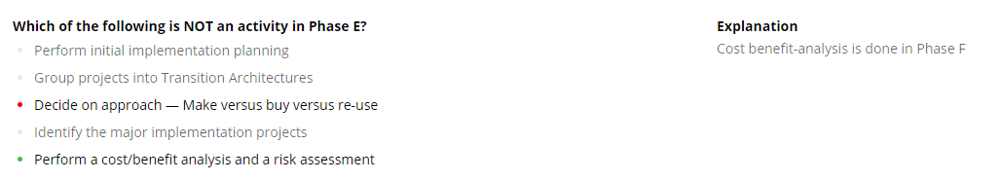 Which of the following is NOT an activity in Phase E?
Perform initial implementation planning
Group projects into Transition Architectures
Decide on approach — Make versus buy versus re-use
Identify the major implementation projects
Perform a cost/benefit analysis and a risk assessment
Explanation
Cost benefit-analysis is done in Phase F